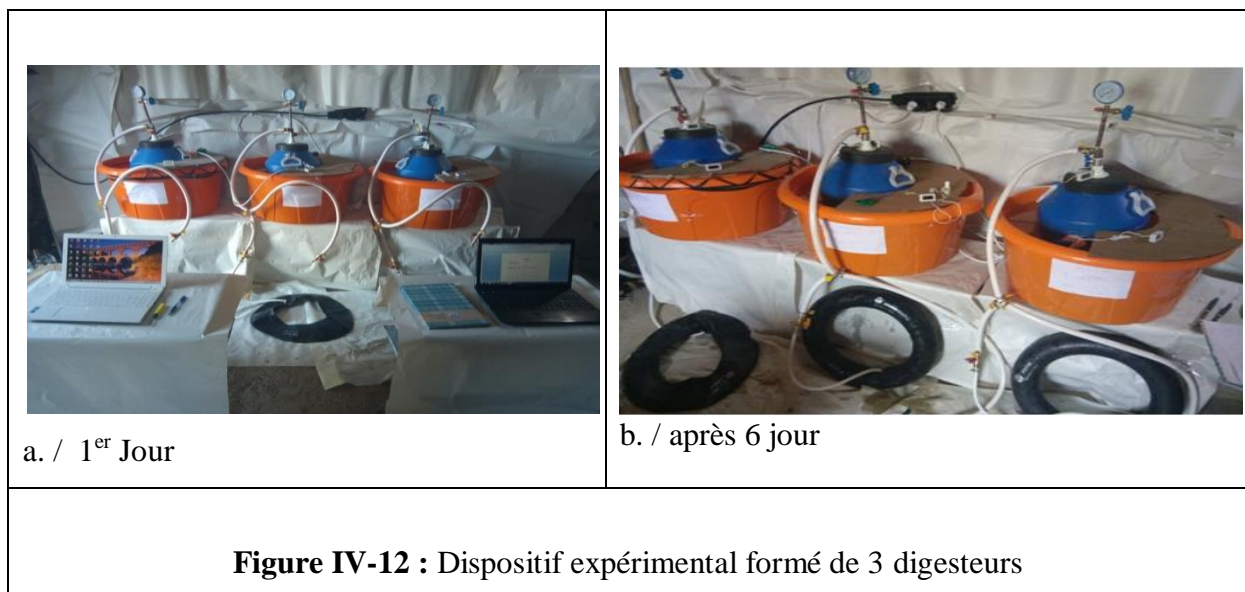 a. / 1er Jour
b. / après 6 jour
Figure IV-12 : Dispositif expérimental formé de 3 digesteurs